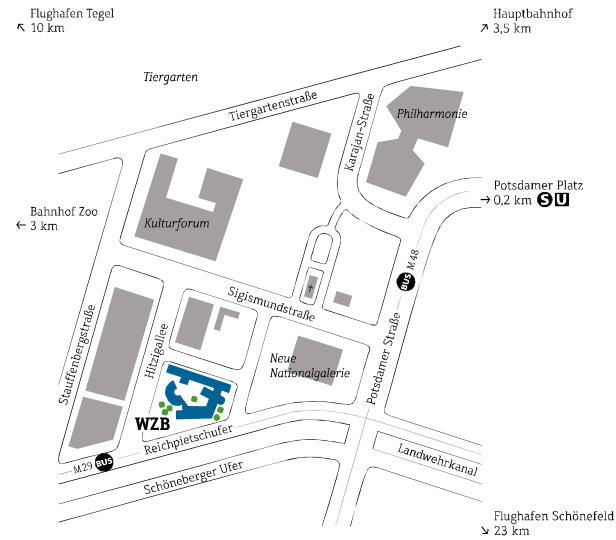 Flughafen Tegel
10 km
Hauptbahnhof
3,5 km
Tiergarten
Tiergartenstraße
Karajan-Straße
Philharmonie
Potsdamer Platz
0,2 km S U
Bahnhof Zoo
3 km
Kulturforum
BUS M 48
Sigismundstraße
Stauffenbergstraße
Hitzigallee
Potsdamer Straße
Neue
Nationalgalerie
WZB
Reichpietschufer
M29 BUS
Schöneberger Ufer
Landwehrkanal
Flughafen Schönefeld
23 km